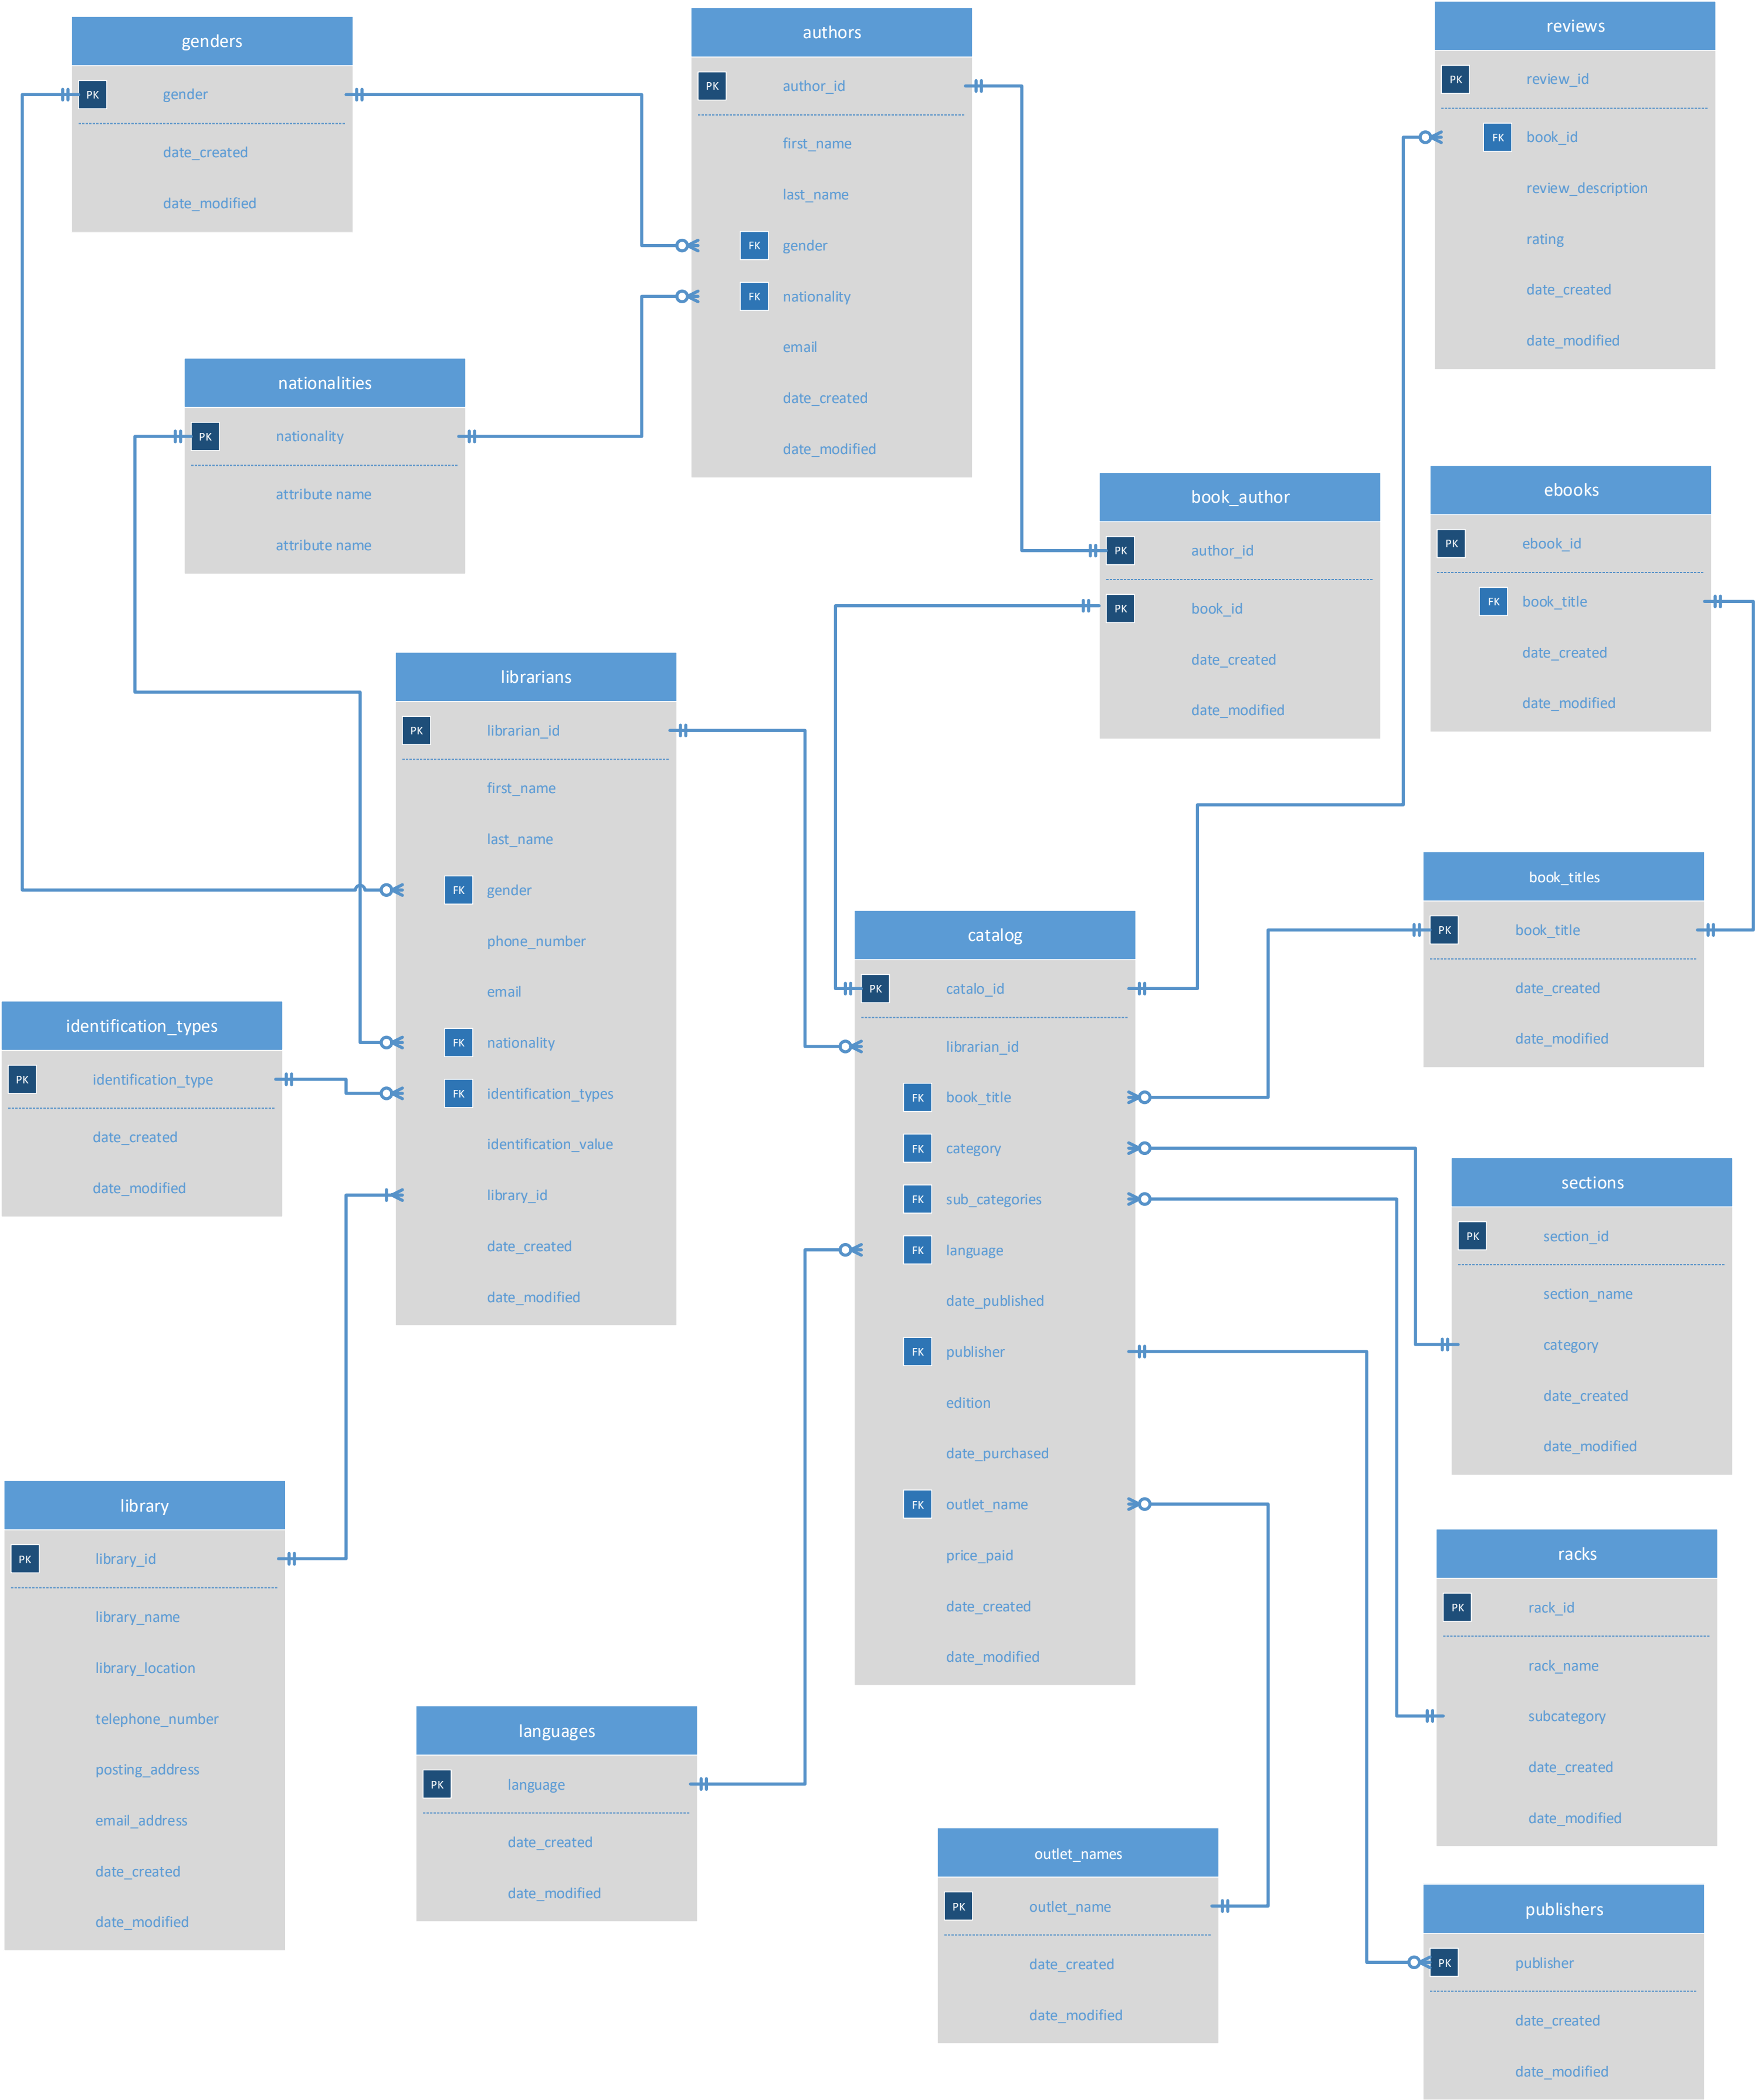 genders
PK gender
date_created
date_modified
authors
PK author_id
first_name
last_name
FK gender
FK nationality
email
date_created
date_modified
reviews
PK review_id
FK book_id
review_description
rating
date_created
date_modified
nationalities
PK nationality
attribute name
attribute name
book_author
PK author_id
PK book_id
date_created
date_modified
ebooks
PK ebook_id
FK book_title
date_created
date_modified
librarians
PK librarian_id
first_name
last_name
FK gender
phone_number
email
FK nationality
FK identification_types
identification_value
library_id
date_created
date_modified
book_titles
PK book_title
date_created
date_modified
catalog
PK catalo_id
librarian_id
FK book_title
FK category
FK sub_categories
FK language
date_published
FK publisher
edition
date_purchased
FK outlet_name
price_paid
date_created
date_modified
identification_types
PK identification_type
date_created
date_modified
sections
PK section_id
section_name
category
date_created
date_modified
library
PK library_id
library_name
library_location
telephone_number
posting_address
email_address
date_created
date_modified
racks
PK rack_id
rack_name
subcategory
date_created
date_modified
languages
PK language
date_created
date_modified
outlet_names
PK outlet_name
date_created
date_modified
publishers
PK publisher
date_created
date_modified